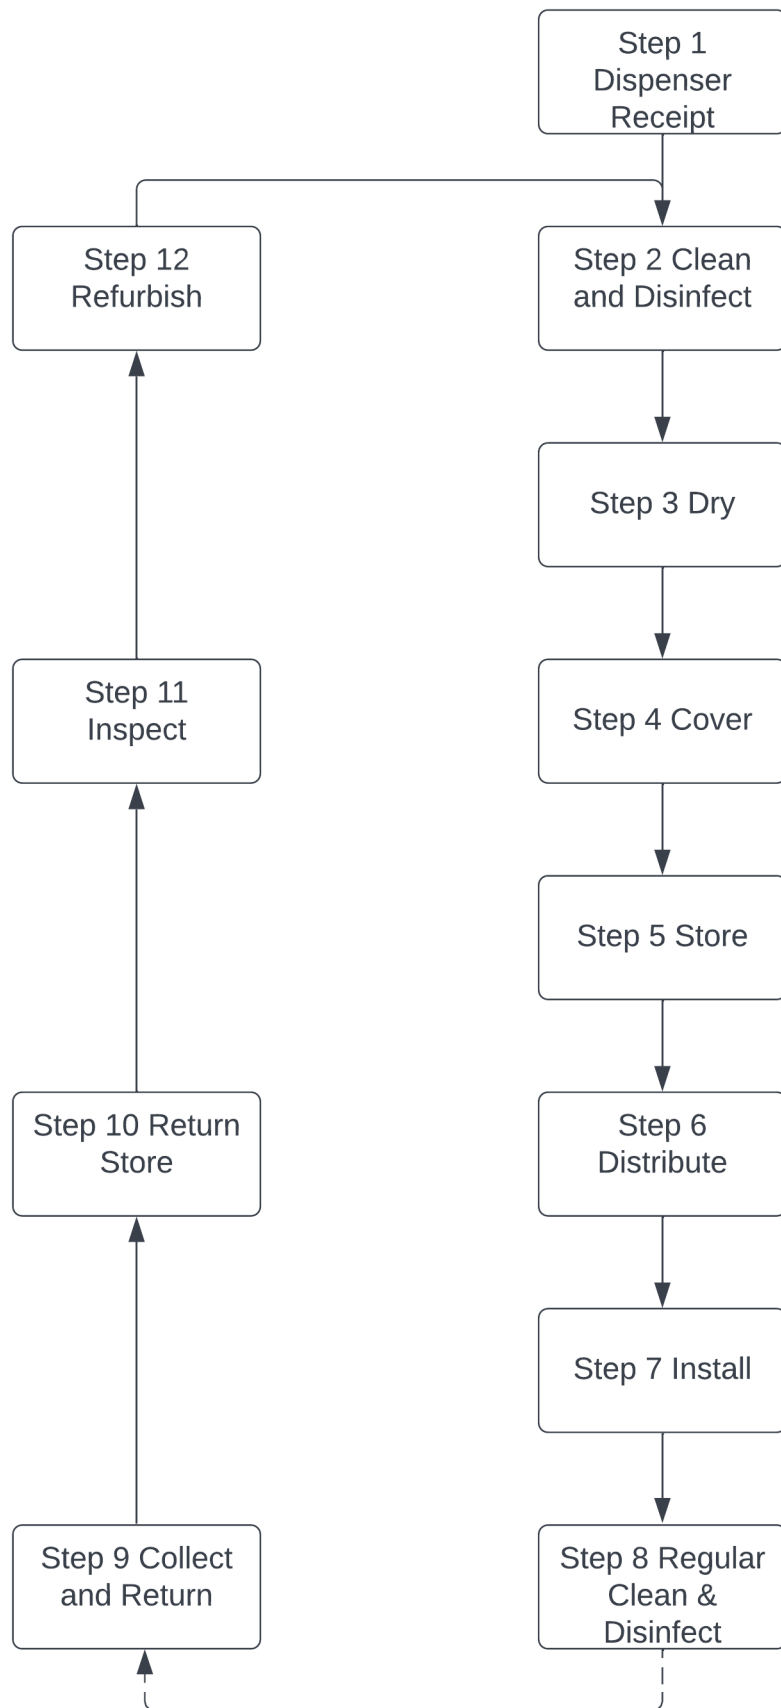 Step 1
Dispenser
Receipt
Step 12
Refurbish
Step 2 Clean
and Disinfect
Step 3 Dry
Step 11
Inspect
Step 4 Cover
Step 5 Store
Step 10 Return
Store
Step 6
Distribute
Step 7 Install
Step 9 Collect
and Return
Step 8 Regular
Clean &
Disinfect